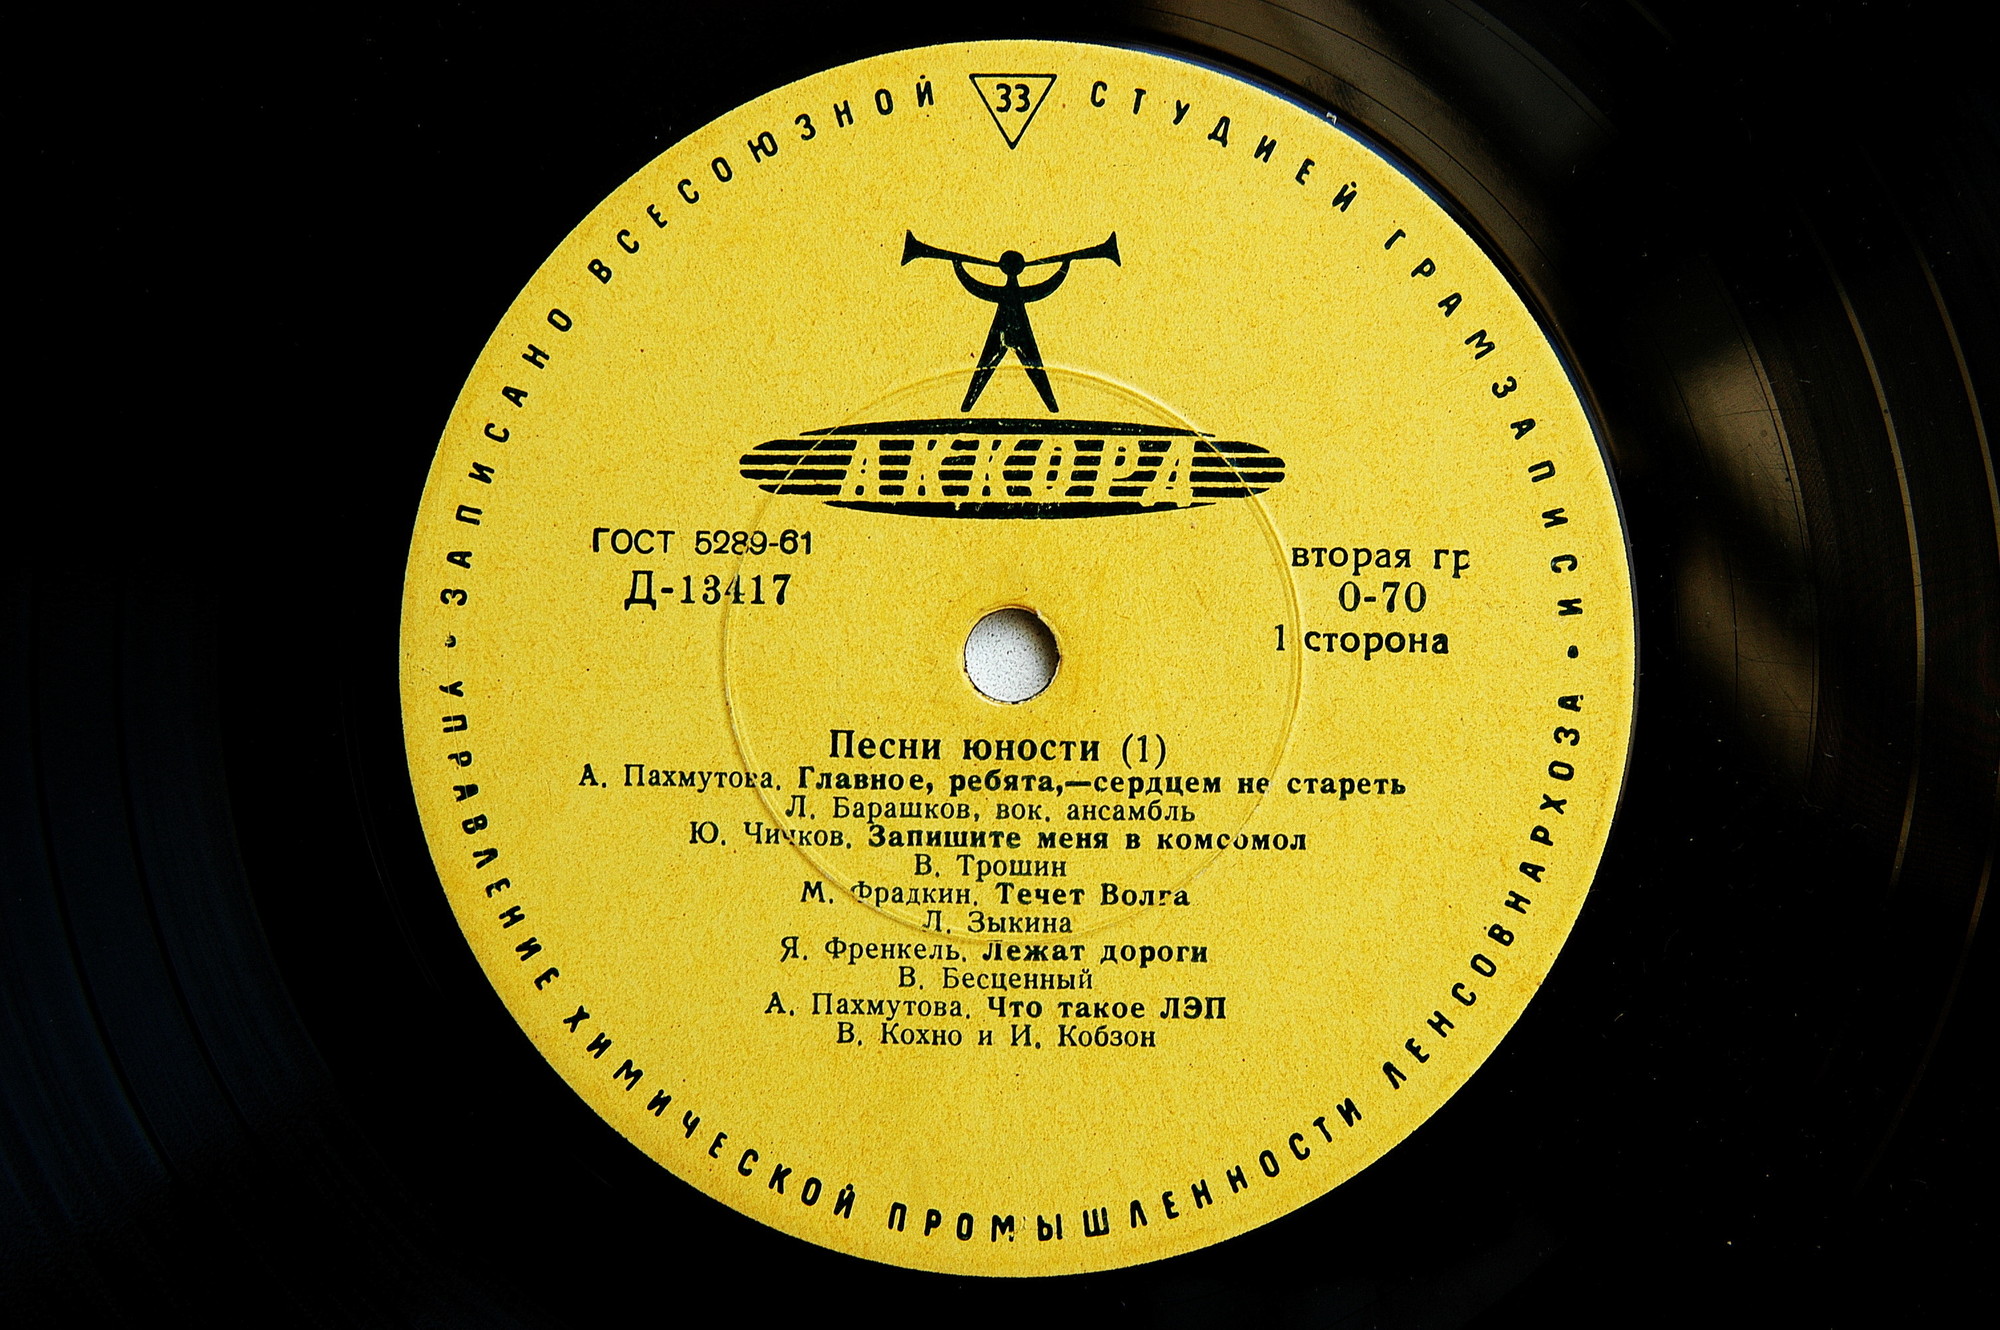 ЗАПИСАНО ВСЕСОЮЗНОЙ СТУДИЕЙ ГРАМЗАПИСИ •
33
АККОРД
ГОСТ 5289-61
Д-13417
вторая гр
0-70
1 сторона
Песни юности (1)
А. Пахмутова. Главное, ребята,—сердцем не стареть
Л. Барашков, вок. ансамбль
Ю. Чичков. Запишите меня в комсомол
В. Трошин
М. Фрадкин. Течет Волга
Л. Зыкина
Я. Френкель. Лежат дороги
В. Бесценный
А. Пахмутова. Что такое ЛЭП
В. Кохно и И. Кобзон
УПРАВЛЕНИЕ ХИМИЧЕСКОЙ ПРОМЫШЛЕННОСТИ ЛЕНСОВНАРХОЗА •